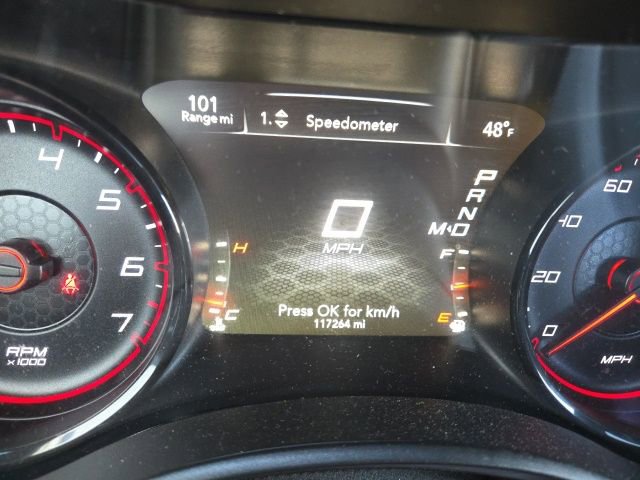 101
Range mi
1. Speedometer
48°F
P
R
N
M D
0
MPH
H
C
F
E
Press OK for km/h
117264 mi
4
5
6
7
RPM
x1000
60
40
20
0
MPH